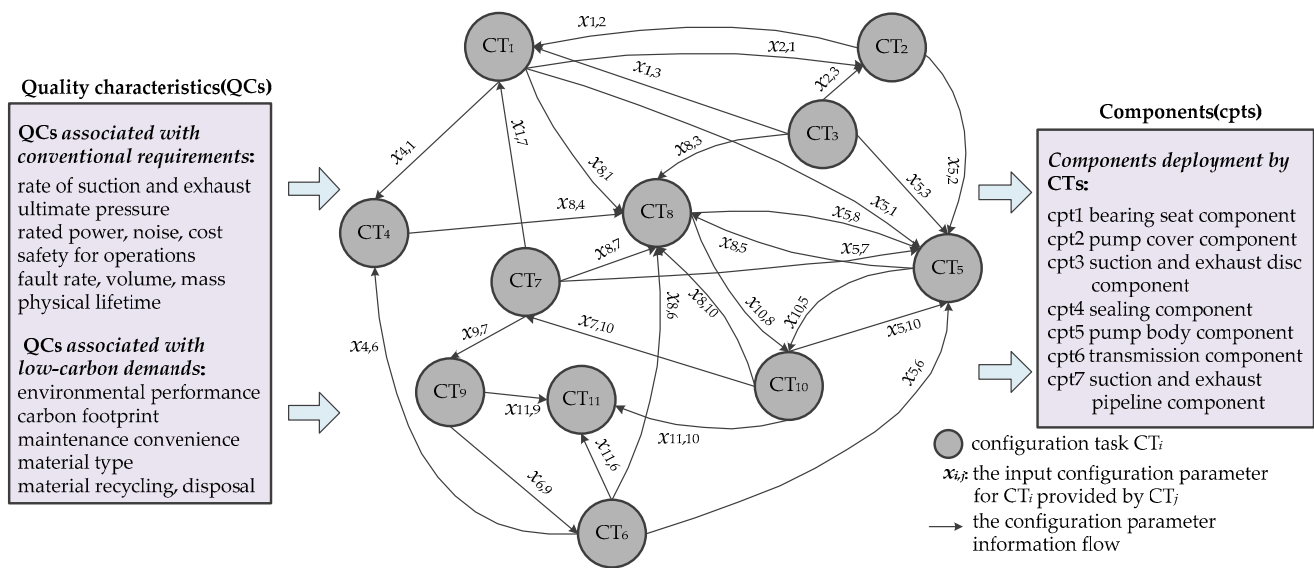 Quality characteristics(QCs)
QCs associated with
conventional requirements:
rate of suction and exhaust
ultimate pressure
rated power, noise, cost
safety for operations
fault rate, volume, mass
physical lifetime
QCs associated with
low-carbon demands:
environmental performance
carbon footprint
maintenance convenience
material type
material recycling, disposal
CT1
CT2
CT3
CT4
CT8
CT5
CT7
CT9
CT11
CT10
CT6
x1,2
x2,1
x1,3
x2,3
x4,1
x1,7
x8,1
x8,3
x5,2
x5,3
x5,1
x8,4
x5,8
x8,5
x8,7
x5,7
x8,6
x8,10
x10,8
x10,5
x9,7
x7,10
x5,10
x4,6
x5,6
x11,9
x11,10
x11,6
x6,9
Components(cpts)
Components deployment by
CTs:
cpt1 bearing seat component
cpt2 pump cover component
cpt3 suction and exhaust disc
component
cpt4 sealing component
cpt5 pump body component
cpt6 transmission component
cpt7 suction and exhaust
pipeline component
configuration task CTi
xi,j: the input configuration parameter
for CTi provided by CTj
the configuration parameter
information flow